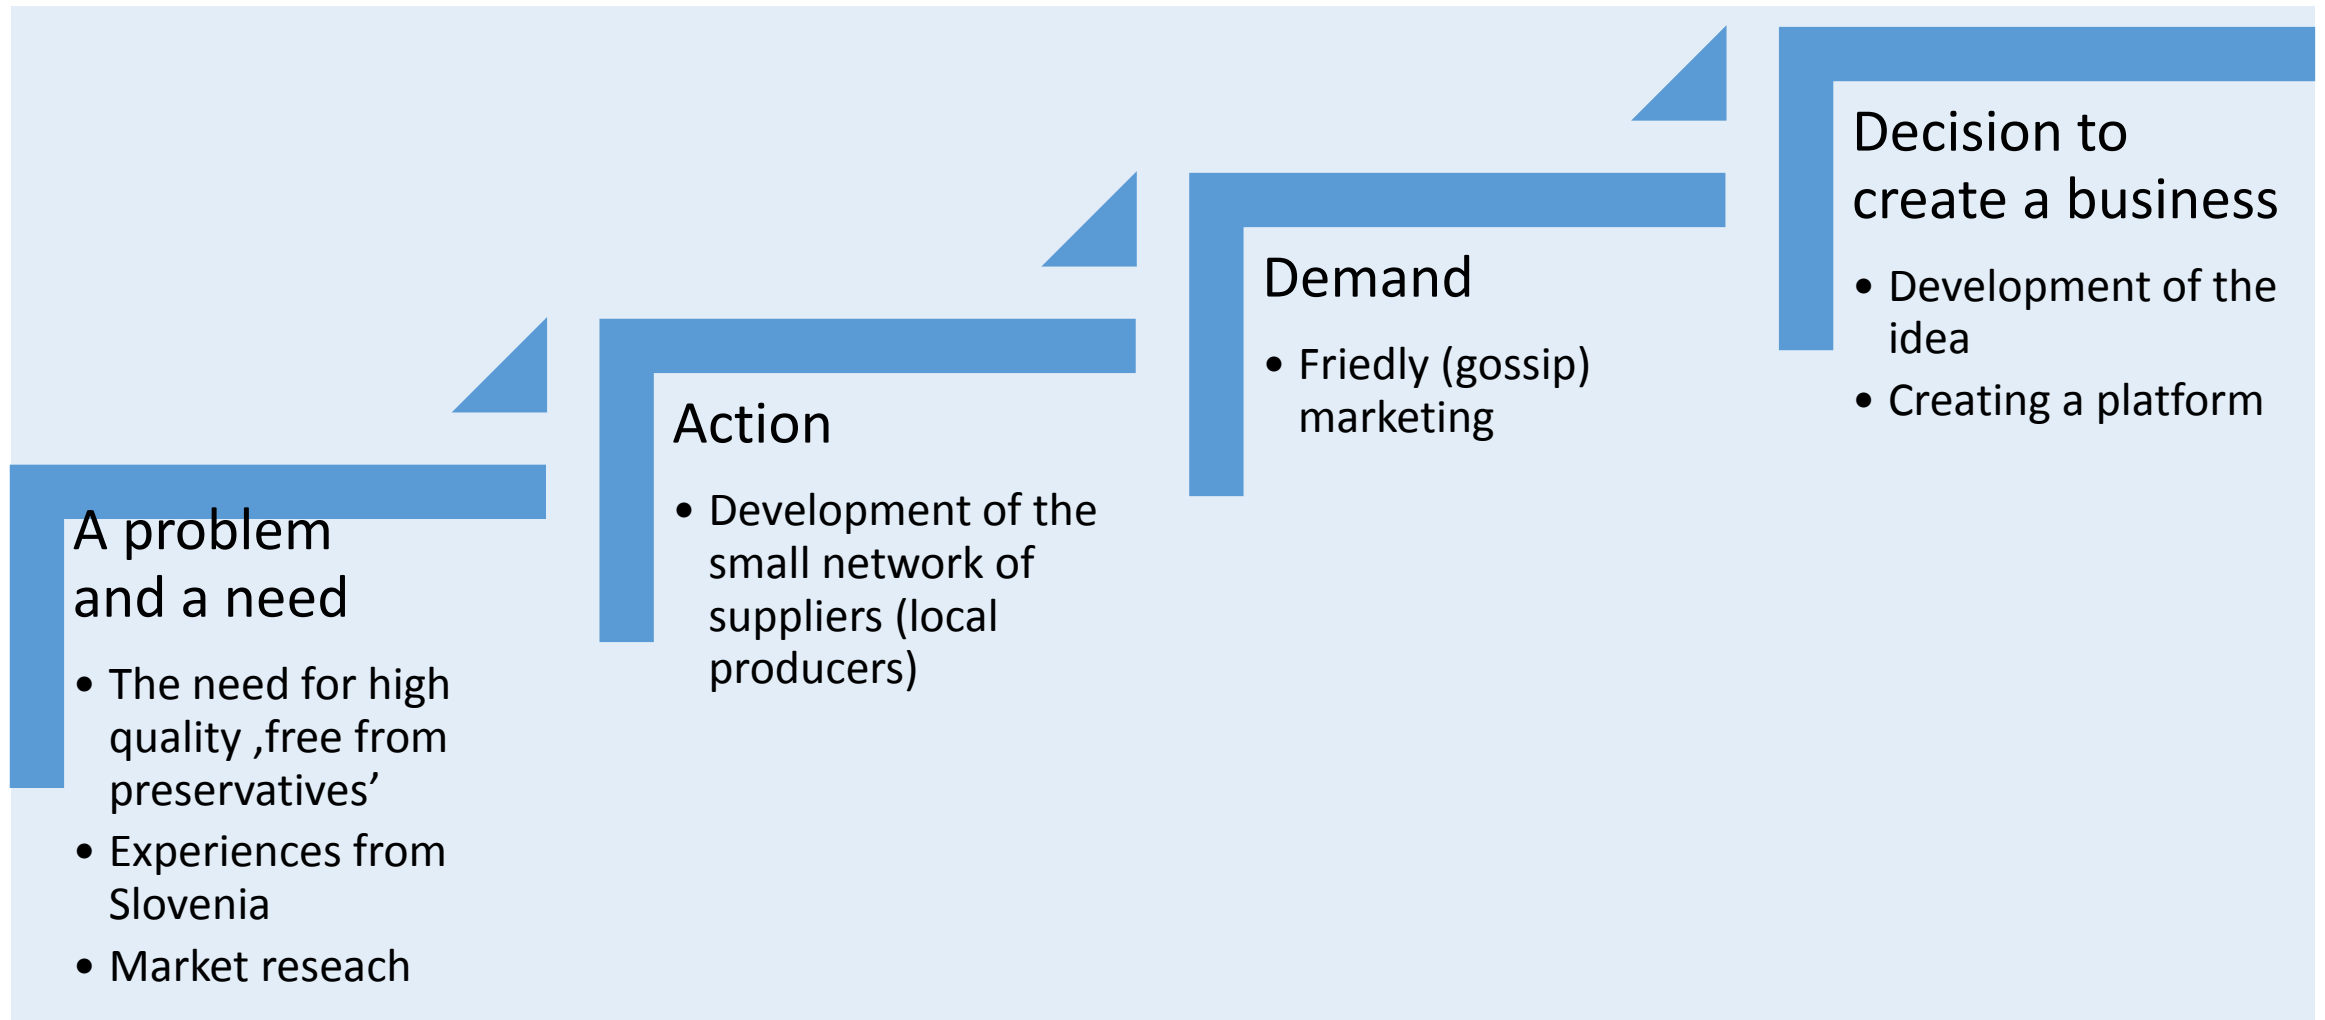 A problem
and a need
• The need for high
quality ,free from
preservatives’
• Experiences from
Slovenia
• Market reseach
Action
• Development of the
small network of
suppliers (local
producers)
Demand
• Friedly (gossip)
marketing
Decision to
create a business
• Development of the
idea
• Creating a platform